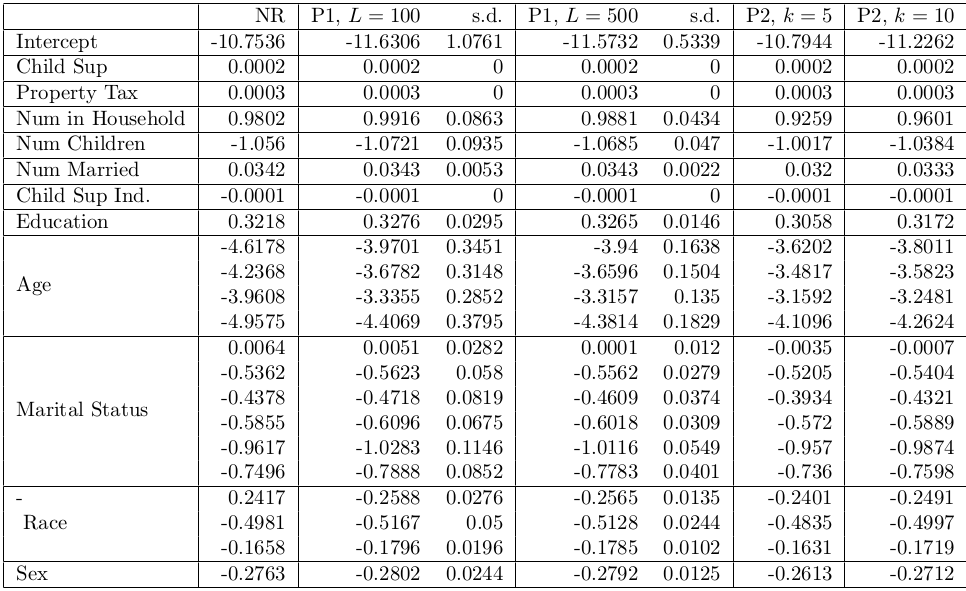 NR P1, L = 100 s.d. P1, L = 500 s.d. P2, k = 5 P2, k = 10
Intercept -10.7536 -11.6306 1.0761 -11.5732 0.5339 -10.7944 -11.2262
Child Sup 0.0002 0.0002 0 0.0002 0 0.0002 0.0002
Property Tax 0.0003 0.0003 0 0.0003 0 0.0003 0.0003
Num in Household 0.9802 0.9916 0.0863 0.9881 0.0434 0.9259 0.9601
Num Children -1.056 -1.0721 0.0935 -1.0685 0.047 -1.0017 -1.0384
Num Married 0.0342 0.0343 0.0053 0.0343 0.0022 0.032 0.0333
Child Sup Ind. -0.0001 -0.0001 0 -0.0001 0 -0.0001 -0.0001
Education 0.3218 0.3276 0.0295 0.3265 0.0146 0.3058 0.3172
-4.6178 -3.9701 0.3451 -3.94 0.1638 -3.6202 -3.8011
-4.2368 -3.6782 0.3148 -3.6596 0.1504 -3.4817 -3.5823
Age
-3.9608 -3.3355 0.2852 -3.3157 0.135 -3.1592 -3.2481
-4.9575 -4.4069 0.3795 -4.3814 0.1829 -4.1096 -4.2624
0.0064 0.0051 0.0282 0.0001 0.012 -0.0035 -0.0007
-0.5362 -0.5623 0.058 -0.5562 0.0279 -0.5205 -0.5404
-0.4378 -0.4718 0.0819 -0.4609 0.0374 -0.3934 -0.4321
Marital Status
-0.5855 -0.6096 0.0675 -0.6018 0.0309 -0.572 -0.5889
-0.9617 -1.0283 0.1146 -1.0116 0.0549 -0.957 -0.9874
-0.7496 -0.7888 0.0852 -0.7783 0.0401 -0.736 -0.7598
- 0.2417 -0.2588 0.0276 -0.2565 0.0135 -0.2401 -0.2491
Race -0.4981 -0.5167 0.05 -0.5128 0.0244 -0.4835 -0.4997
-0.1658 -0.1796 0.0196 -0.1785 0.0102 -0.1631 -0.1719
Sex -0.2763 -0.2802 0.0244 -0.2792 0.0125 -0.2613 -0.2712